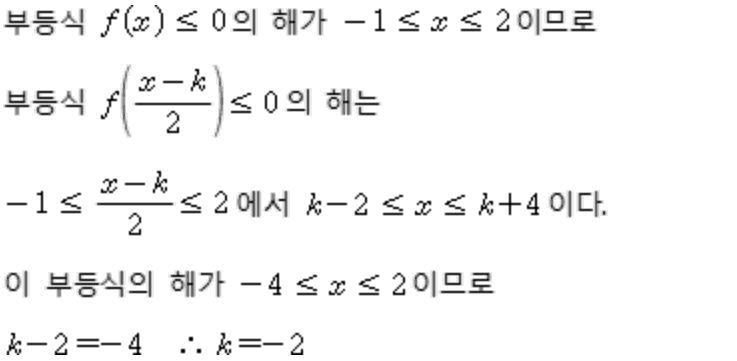 부등식 f(x) ≤ 0의 해가 −1 ≤ x ≤ 2이므로
부등식 f((x−k)/2) ≤ 0의 해는
−1 ≤ (x−k)/2 ≤ 2에서 k−2 ≤ x ≤ k+4이다.
이 부등식의 해가 −4 ≤ x ≤ 2이므로
k−2=−4 ∴ k=−2